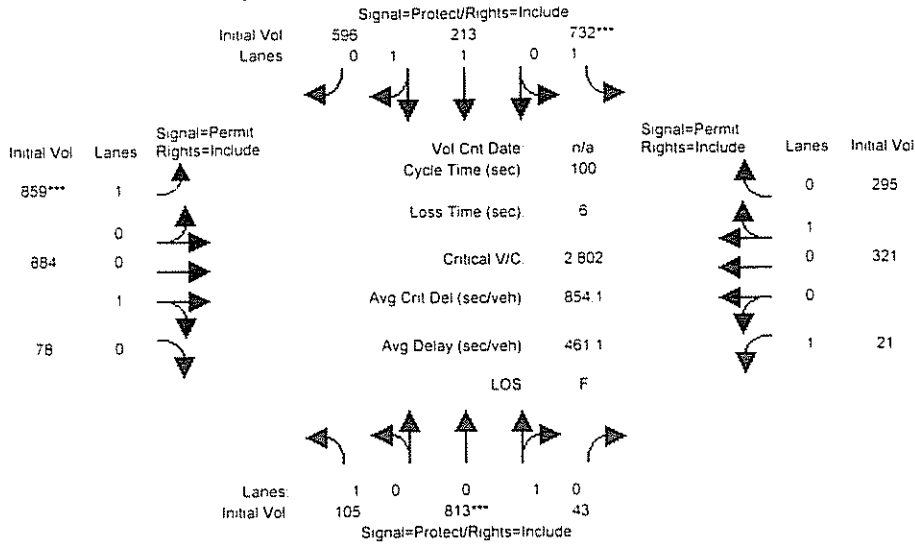 Signal=Protect/Rights=Include
Initial Vol 596 213 732***
Lanes 0 1 1 0 1
Initial Vol Lanes Signal=Permit Rights=Include
Vol Cnt Date: n/a
Signal=Permit Rights=Include Lanes Initial Vol
Cycle Time (sec) 100
859*** 1
0 295
Loss Time (sec): 6
0
1
884 0
Critical V/C: 2 802
0 321
1
Avg Crit Del (sec/veh) 854.1
0
78 0
Avg Delay (sec/veh) 461 1
1 21
LOS F
Lanes: 1 0 0 1 0
Initial Vol 105 813*** 43
Signal=Protect/Rights=Include